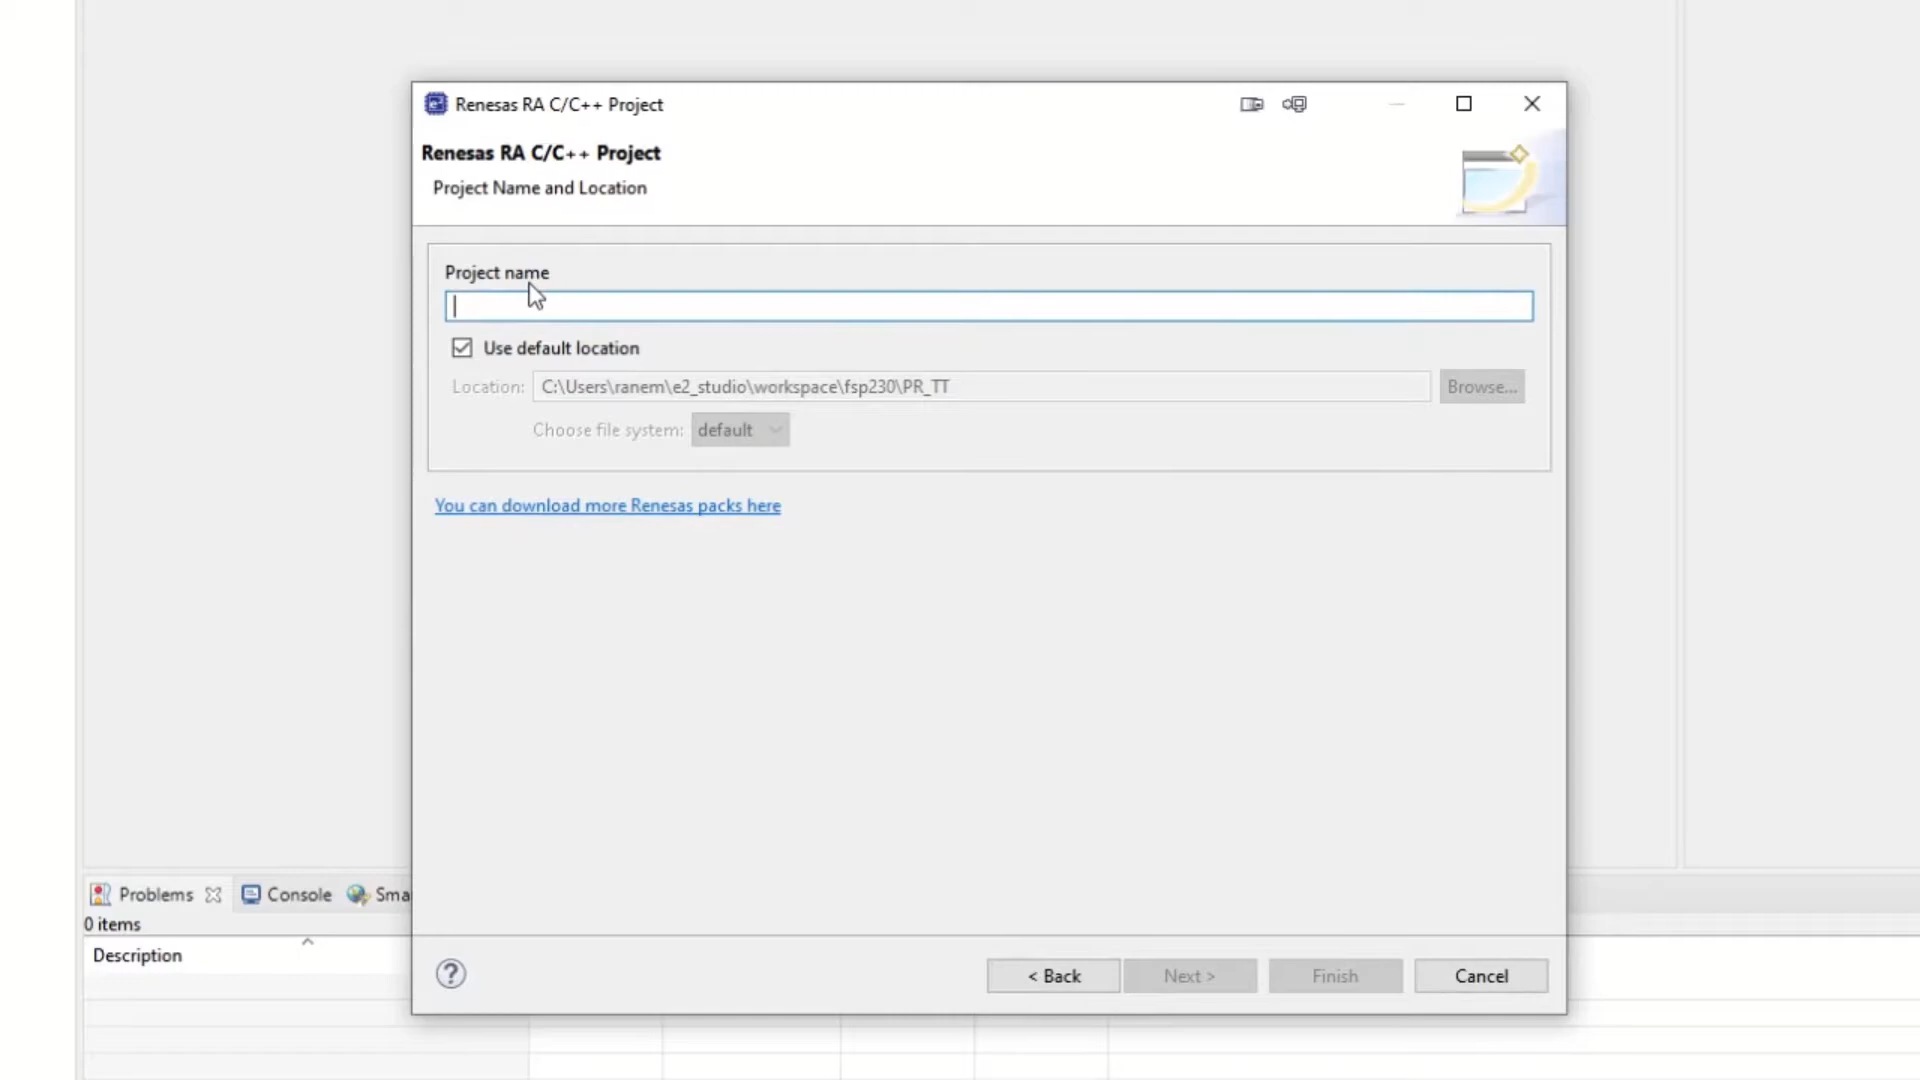 Renesas RA C/C++ Project
Renesas RA C/C++ Project
Project Name and Location
Project name
Use default location
Location: C:\Users\ranem\e2_studio\workspace\fsp230\PR_TT Browse...
Choose file system: default
You can download more Renesas packs here
Problems Console Sma
0 items
Description
? < Back Next > Finish Cancel